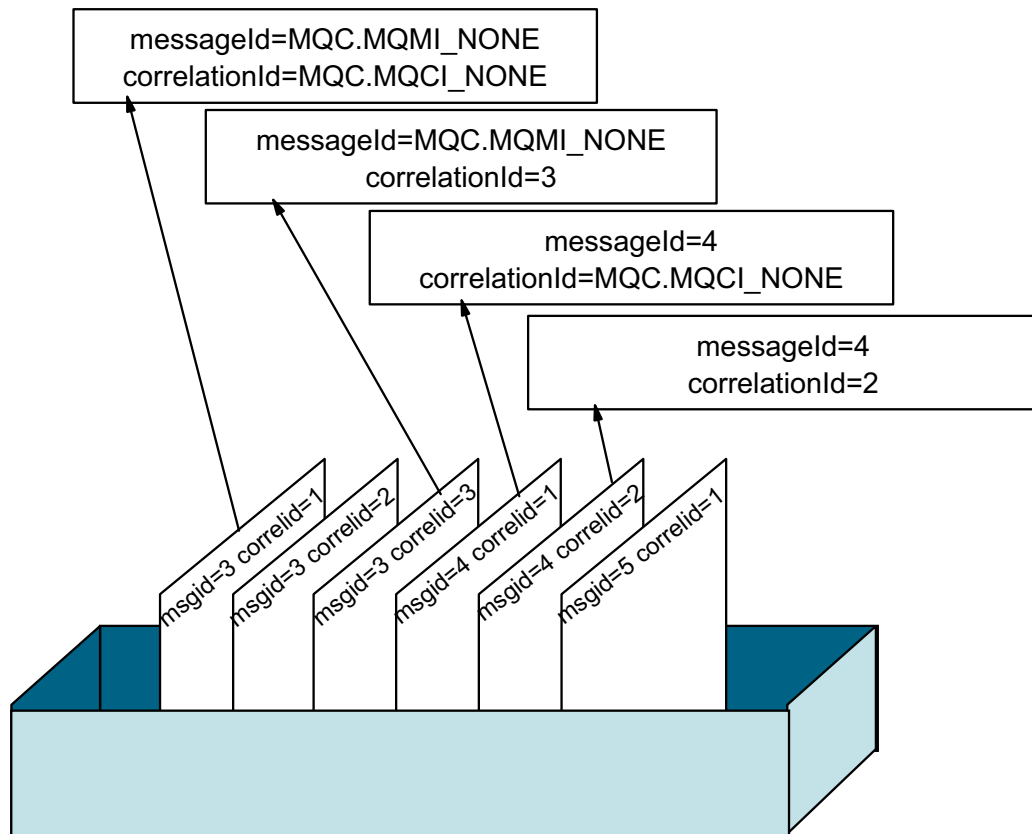 messageId=MQC.MQMI_NONE
correlationId=MQC.MQCI_NONE
messageId=MQC.MQMI_NONE
correlationId=3
messageId=4
correlationId=MQC.MQCI_NONE
messageId=4
correlationId=2
msgid=3 correlid=1
msgid=3 correlid=2
msgid=3 correlid=3
msgid=4 correlid=1
msgid=4 correlid=2
msgid=5 correlid=1